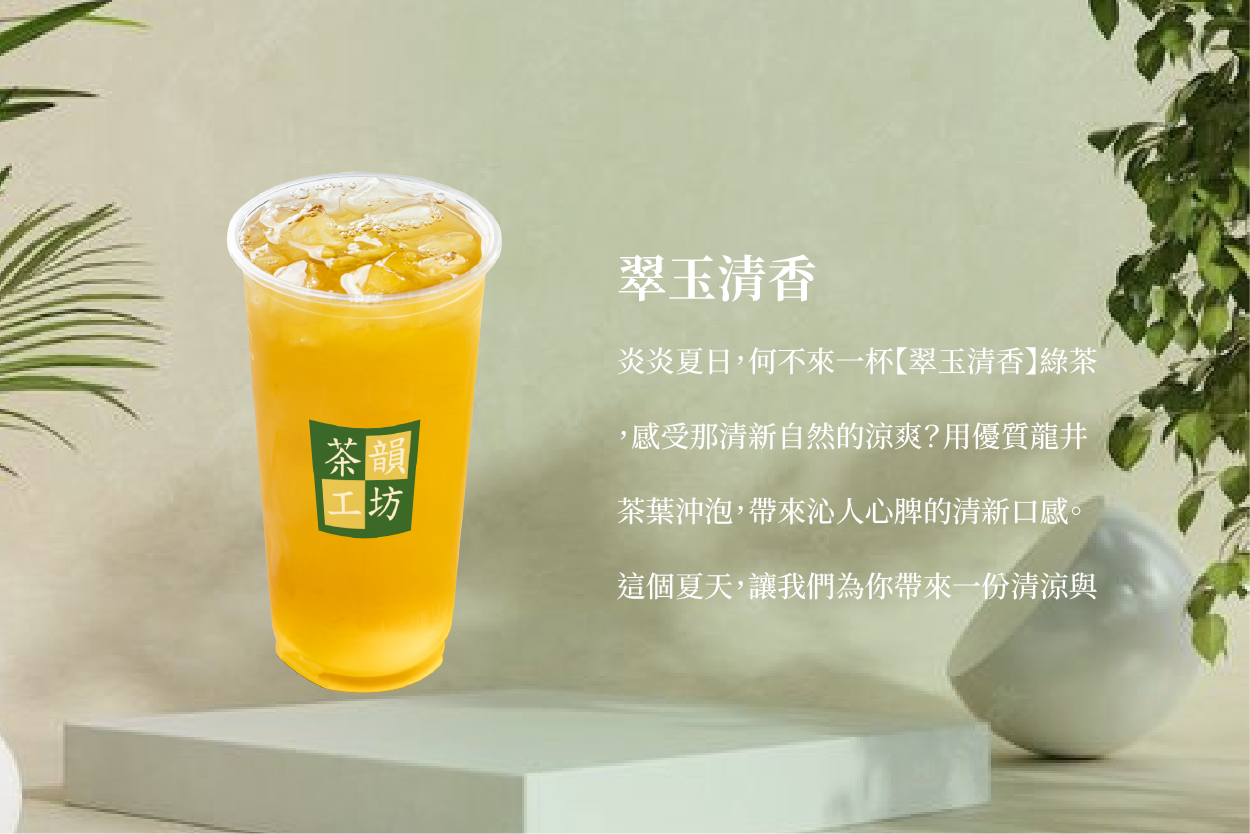 翠玉清香
炎炎夏日，何不來一杯【翠玉清香】綠茶
，感受那清新自然的涼爽？用優質龍井
茶葉沖泡，帶來沁人心脾的清新口感。
這個夏天，讓我們為你帶來一份清涼與
茶韻
工坊